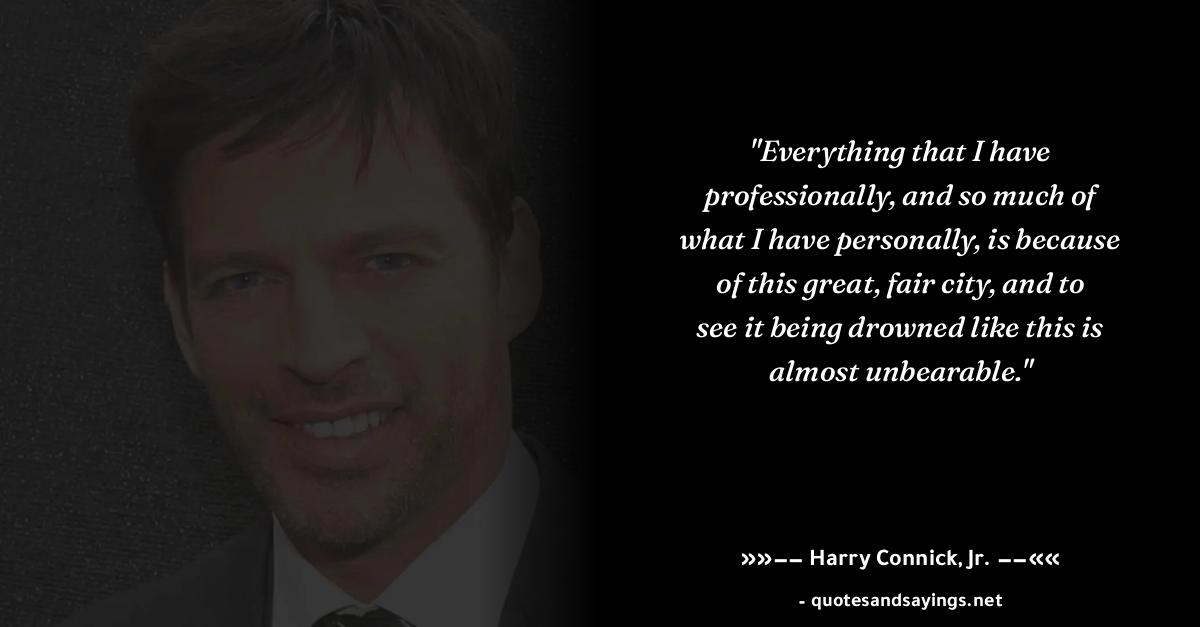 "Everything that I have
professionally, and so much of
what I have personally, is because
of this great, fair city, and to
see it being drowned like this is
almost unbearable."
»»−− Harry Connick, Jr. −−««
- quotesandsayings.net